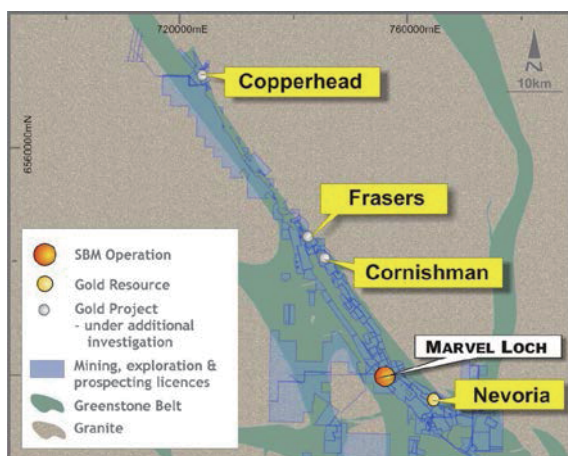 720000mE
760000mE
Copperhead
N
10km
6560000mN
Frasers
Cornishman
SBM Operation
Gold Resource
Gold Project
- under additional
investigation
Mining, exploration &
prospecting licences
Greenstone Belt
Granite
MARVEL LOCH
Nevoria